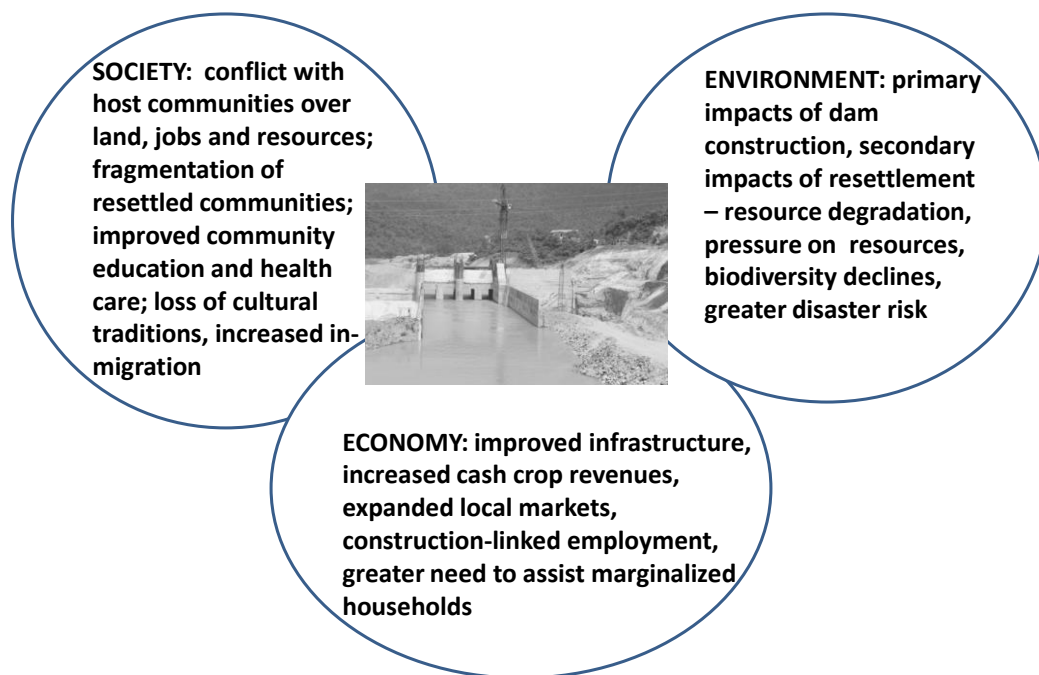 SOCIETY: conflict with
host communities over
land, jobs and resources;
fragmentation of
resettled communities;
improved community
education and health
care; loss of cultural
traditions, increased in-
migration
ENVIRONMENT: primary
impacts of dam
construction, secondary
impacts of resettlement
– resource degradation,
pressure on resources,
biodiversity declines,
greater disaster risk
ECONOMY: improved infrastructure,
increased cash crop revenues,
expanded local markets,
construction-linked employment,
greater need to assist marginalized
households